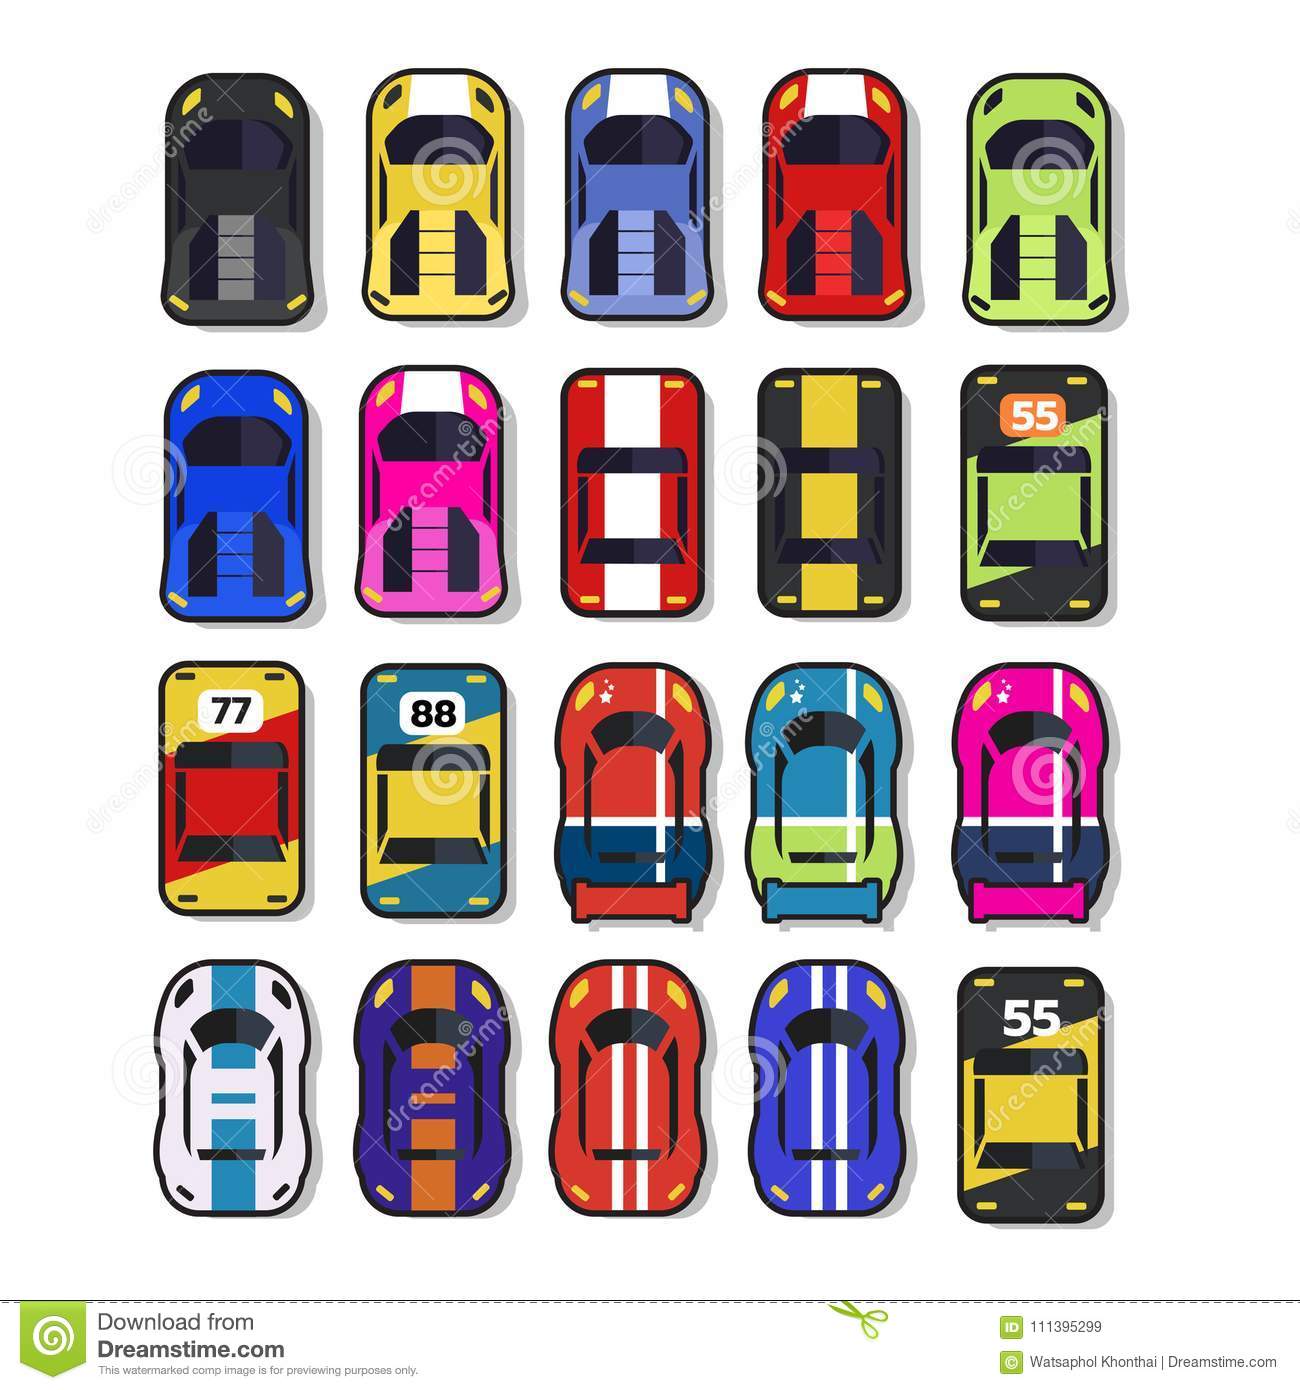 55
77
88
55
Download from
Dreamstime.com
This watermarked comp image is for previewing purposes only.
ID 111395299
© Watsaphol Khonthai | Dreamstime.com